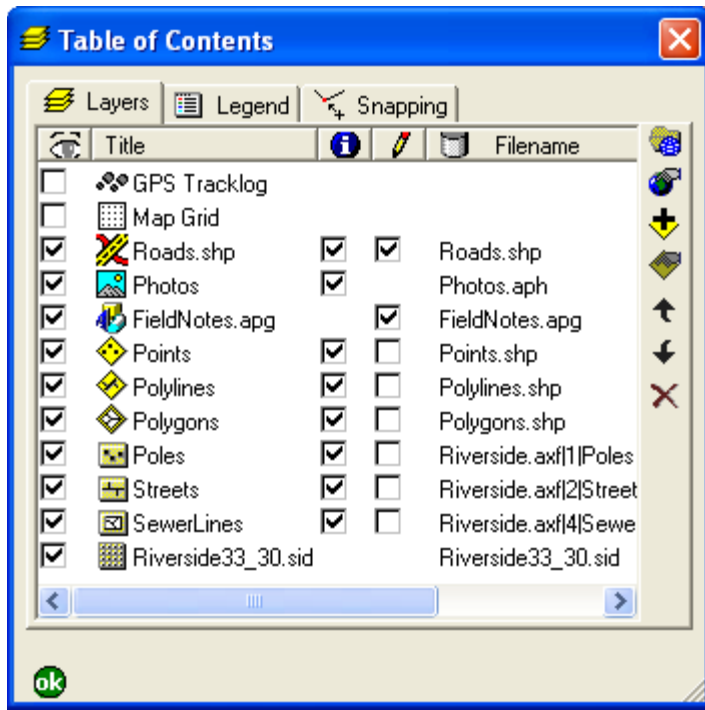 Table of Contents
Layers Legend Snapping
Title Filename
GPS Tracklog
Map Grid
Roads.shp Roads.shp
Photos Photos.aph
FieldNotes.apg FieldNotes.apg
Points Points.shp
Polylines Polylines.shp
Polygons Polygons.shp
Poles Riverside.axf|1|Poles
Streets Riverside.axf|2|Street
SewerLines Riverside.axf|4|Sewe
Riverside33_30.sid Riverside33_30.sid
ok